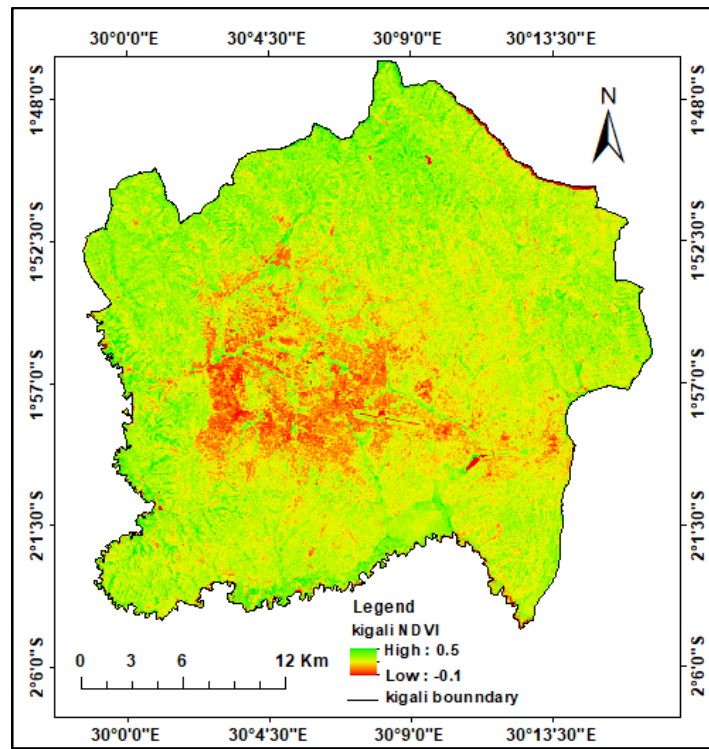 30°0'0"E 30°4'30"E 30°9'0"E 30°13'30"E
N
1°48'0"S 1°48'0"S
1°52'30"S 1°52'30"S
1°57'0"S 1°57'0"S
2°1'30"S 2°1'30"S
2°6'0"S 2°6'0"S
Legend
kigali NDVI
High : 0.5
Low : -0.1
kigali bounndary
0 3 6 12 Km
30°0'0"E 30°4'30"E 30°9'0"E 30°13'30"E